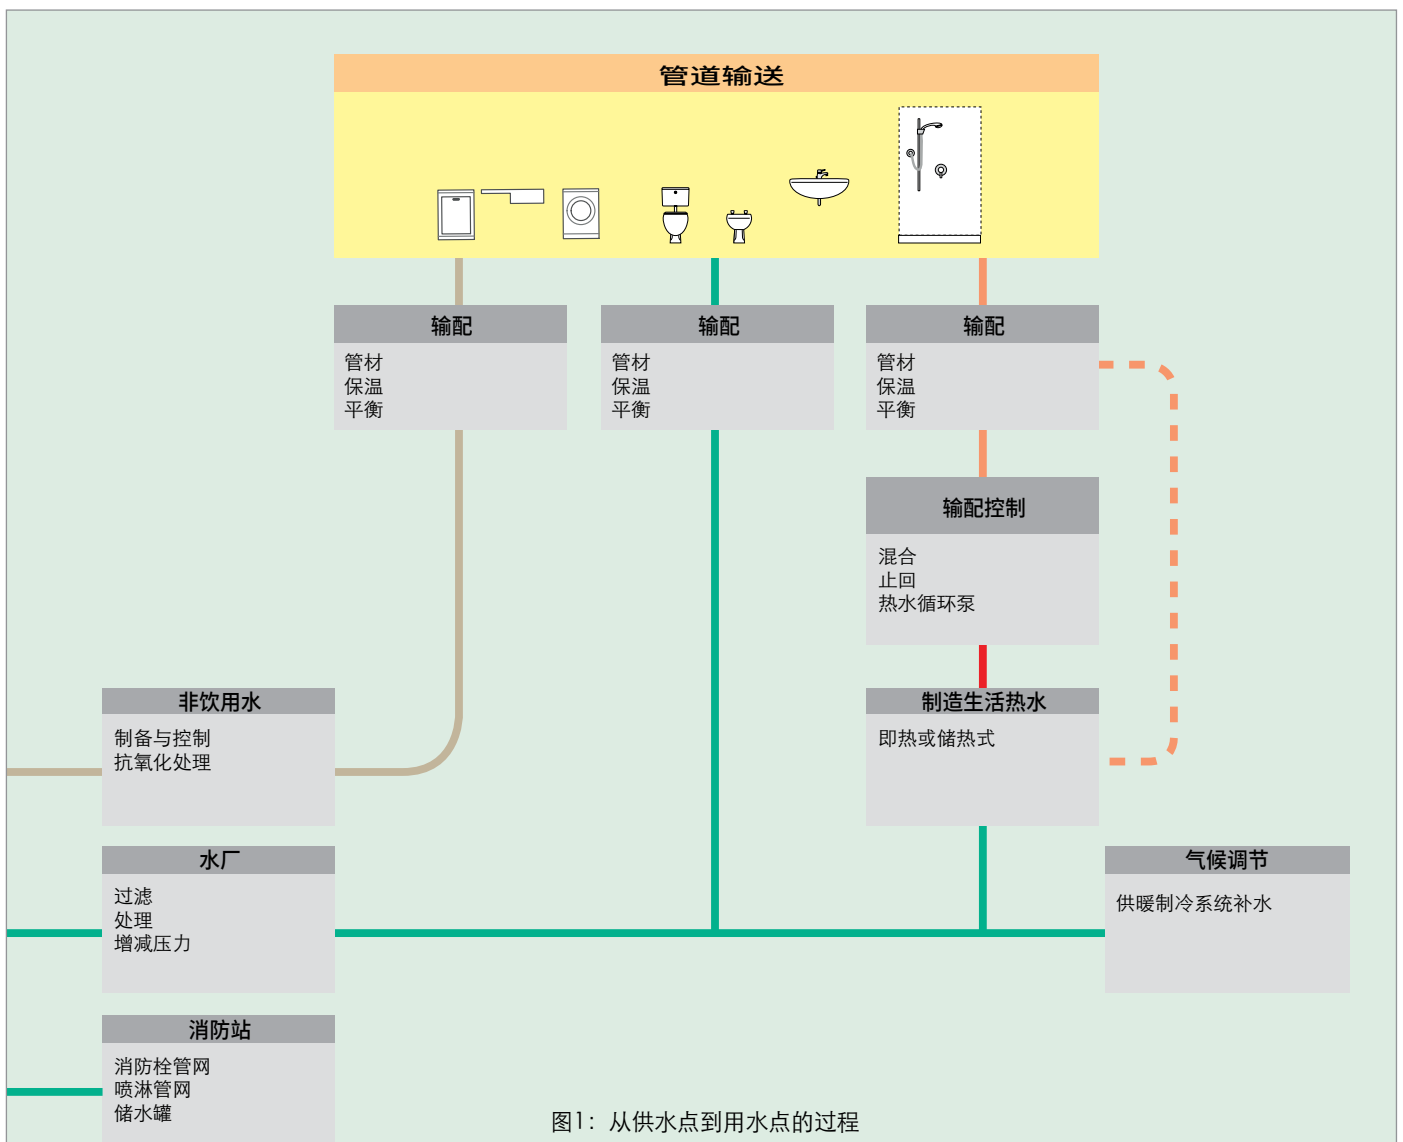 管道输送
输配
管材
保温
平衡
输配
管材
保温
平衡
输配
管材
保温
平衡
输配控制
混合
止回
热水循环泵
非饮用水
制备与控制
抗氧化处理
制造生活热水
即热或储热式
水厂
过滤
处理
增减压力
气候调节
供暖制冷系统补水
消防站
消防栓管网
喷淋管网
储水罐
图1：从供水点到用水点的过程